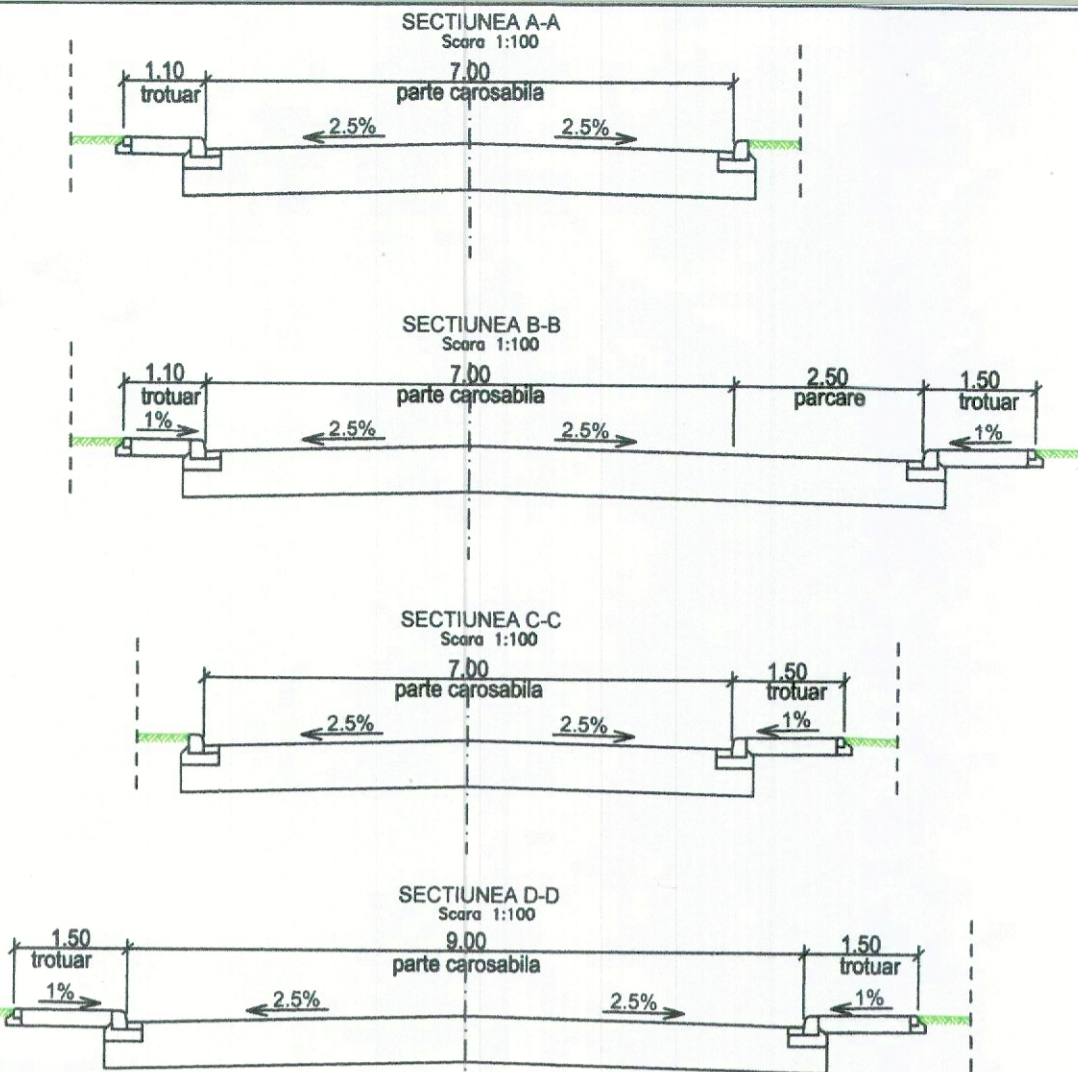 SECTIUNEA A-A
Scara 1:100
1.10 7.00
trotuar parte carosabila
2.5% 2.5%
SECTIUNEA B-B
Scara 1:100
1.10 7.00 2.50 1.50
trotuar parte carosabila parcare trotuar
1% 2.5% 2.5% 1%
SECTIUNEA C-C
Scara 1:100
7.00 1.50
parte carosabila trotuar
2.5% 2.5% 1%
SECTIUNEA D-D
Scara 1:100
1.50 9.00 1.50
trotuar parte carosabila trotuar
1% 2.5% 2.5% 1%